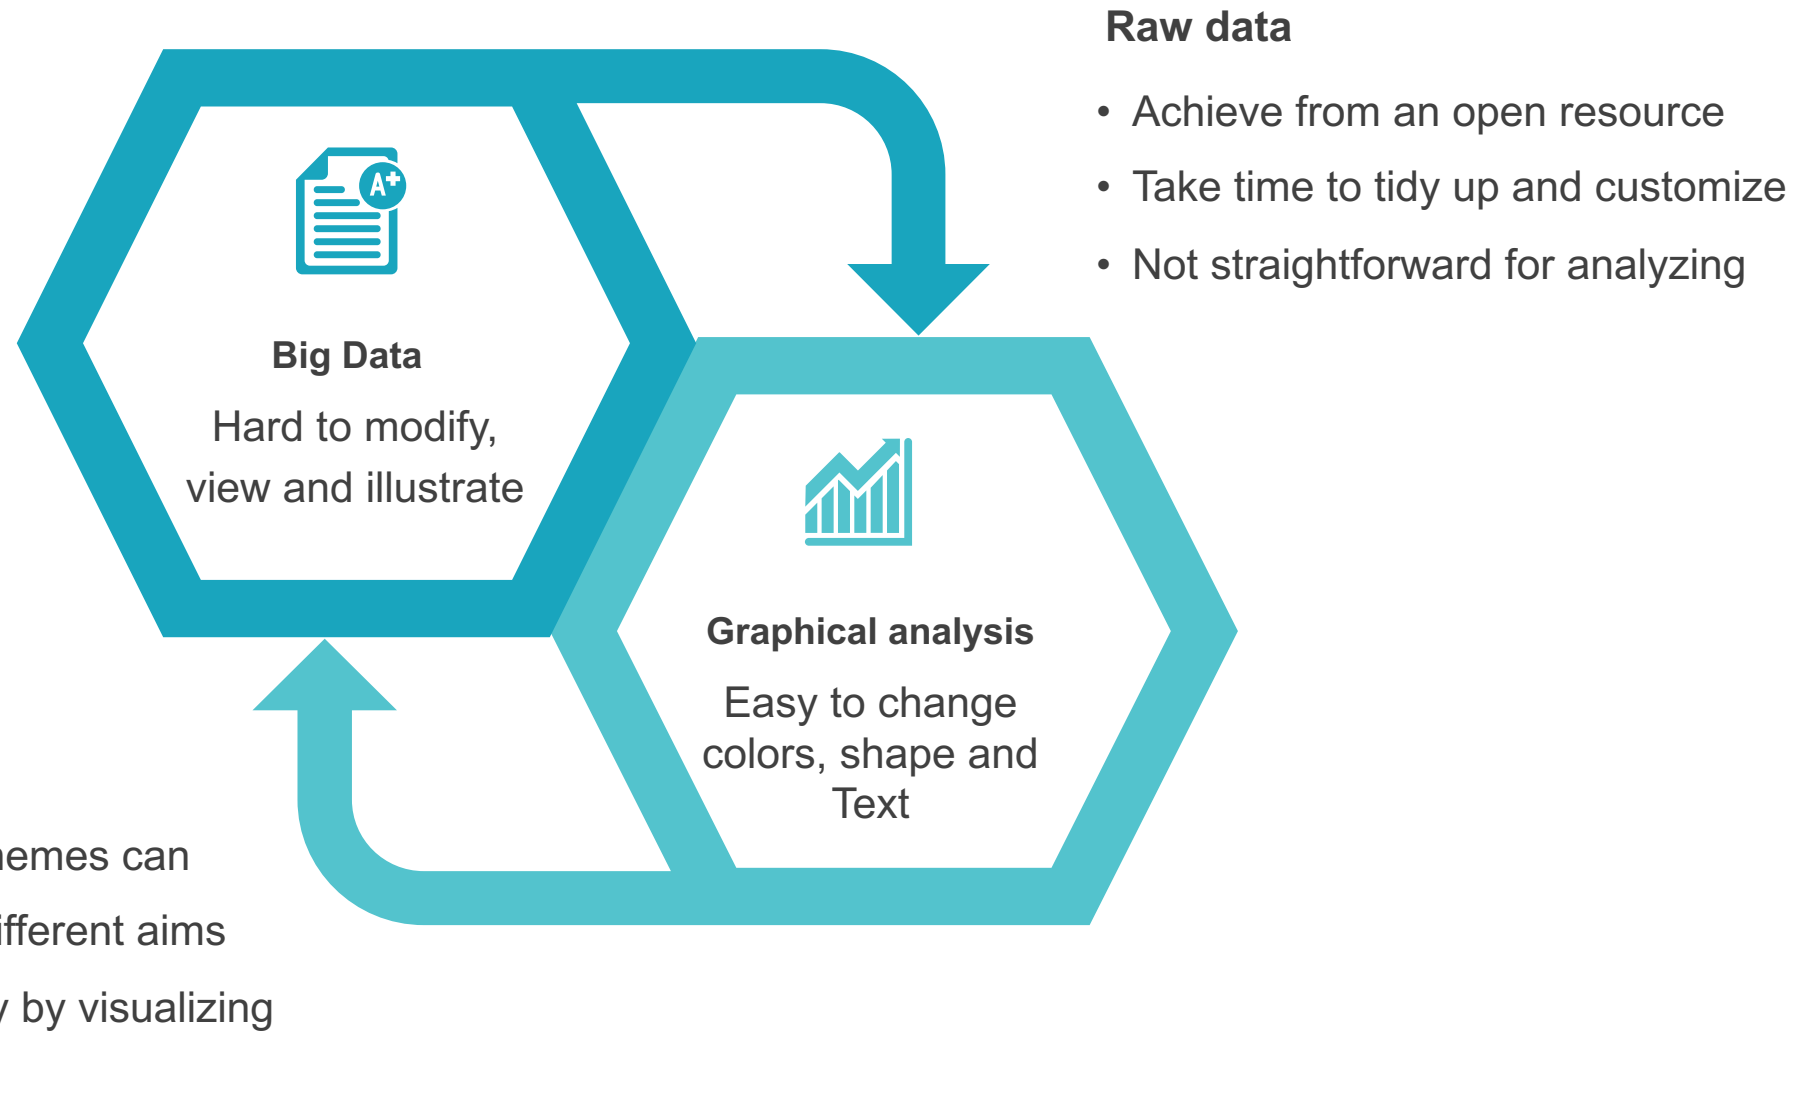 Raw data
• Achieve from an open resource
• Take time to tidy up and customize
• Not straightforward for analyzing
A+
Big Data
Hard to modify,
view and illustrate
Graphical analysis
Easy to change
colors, shape and
Text
can
aims
by visualizing